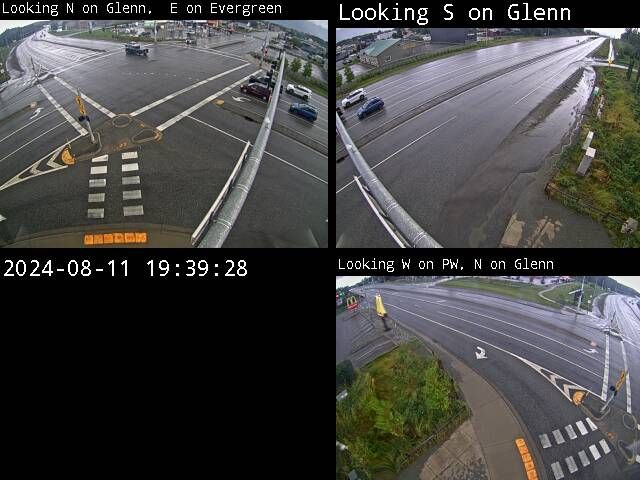 Looking N on Glenn,  E on Evergreen
Looking S on Glenn
2024-08-11 19:39:28
Looking W on PW, N on Glenn